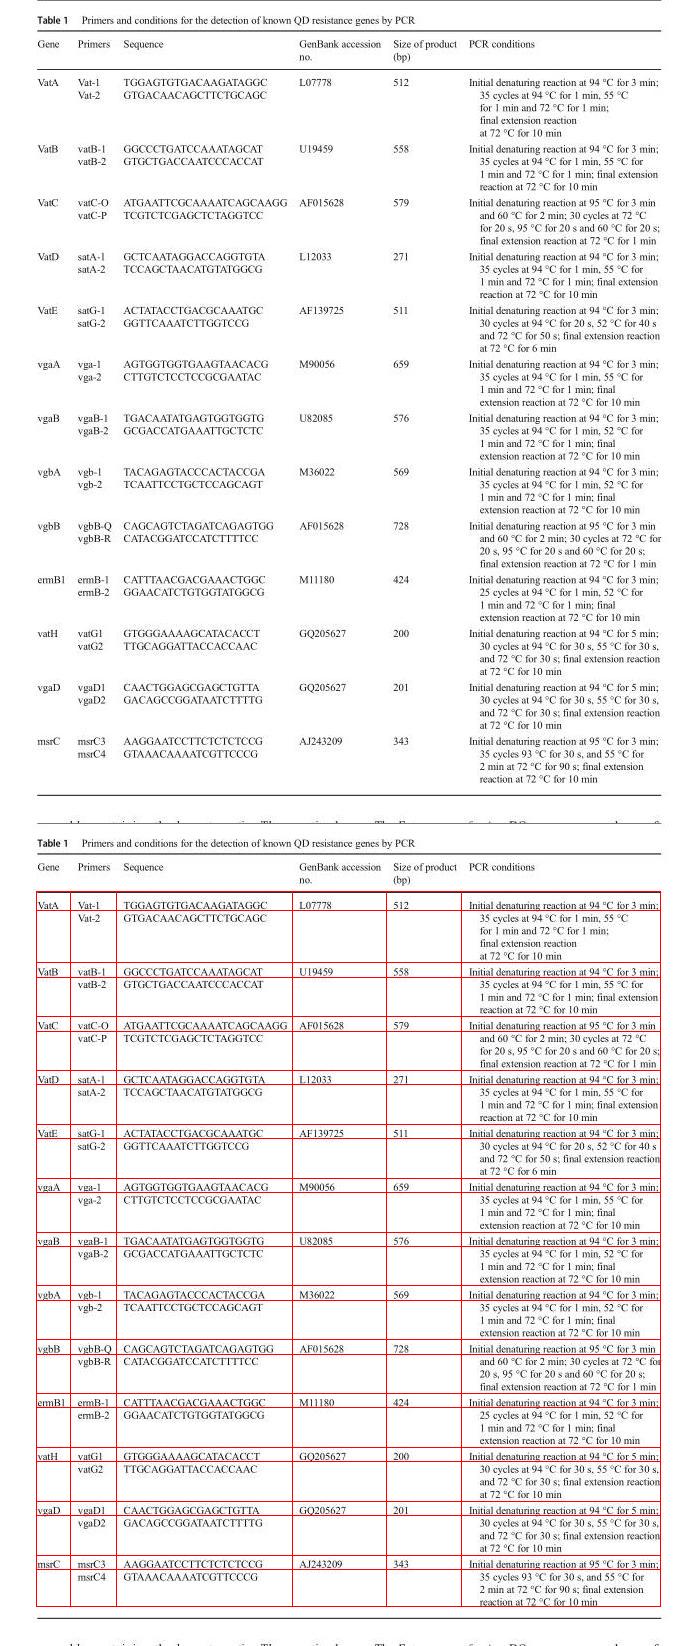 Table 1 Primers and conditions for the detection of known QD resistance genes by PCR
Gene Primers Sequence GenBank accession no. Size of product (bp) PCR conditions
VatA Vat-1 TGGAGTGTGACAAGATAGGC L07778 512 Initial denaturing reaction at 94 °C for 3 min;
Vat-2 GTGACAACAGCTTCTGCAGC 35 cycles at 94 °C for 1 min, 55 °C
for 1 min and 72 °C for 1 min;
final extension reaction
at 72 °C for 10 min
VatB vatB-1 GGCCCTGATCCAAATAGCAT U19459 558 Initial denaturing reaction at 94 °C for 3 min;
vatB-2 GTGCTGACCAATCCCACCAT 35 cycles at 94 °C for 1 min, 55 °C for
1 min and 72 °C for 1 min; final extension
reaction at 72 °C for 10 min
VatC vatC-O ATGAATTCGCAAAATCAGCAAGG AF015628 579 Initial denaturing reaction at 95 °C for 3 min
vatC-P TCGTCTCGAGCTCTAGGTCC and 60 °C for 2 min; 30 cycles at 72 °C
for 20 s, 95 °C for 20 s and 60 °C for 20 s;
final extension reaction at 72 °C for 1 min
VatD satA-1 GCTCAATAGGACCAGGTGTA L12033 271 Initial denaturing reaction at 94 °C for 3 min;
satA-2 TCCAGCTAACATGTATGGCG 35 cycles at 94 °C for 1 min, 55 °C for
1 min and 72 °C for 1 min; final extension
reaction at 72 °C for 10 min
VatE satG-1 ACTATACCTGACGCAAATGC AF139725 511 Initial denaturing reaction at 94 °C for 3 min;
satG-2 GGTTCAAATCTTGGTCCG 30 cycles at 94 °C for 20 s, 52 °C for 40 s
and 72 °C for 50 s; final extension reaction
at 72 °C for 6 min
vgaA vga-1 AGTGGTGGTGAAGTAACACG M90056 659 Initial denaturing reaction at 94 °C for 3 min;
vga-2 CTTGTCTCCTCCGCGAATAC 35 cycles at 94 °C for 1 min, 55 °C for
1 min and 72 °C for 1 min; final
extension reaction at 72 °C for 10 min
vgaB vgaB-1 TGACAATATGAGTGGTGGTG U82085 576 Initial denaturing reaction at 94 °C for 3 min;
vgaB-2 GCGACCATGAAATTGCTCTC 35 cycles at 94 °C for 1 min, 52 °C for
1 min and 72 °C for 1 min; final
extension reaction at 72 °C for 10 min
vgbA vgb-1 TACAGAGTACCCACTACCGA M36022 569 Initial denaturing reaction at 94 °C for 3 min;
vgb-2 TCAATTCCTGCTCCAGCAGT 35 cycles at 94 °C for 1 min, 52 °C for
1 min and 72 °C for 1 min; final
extension reaction at 72 °C for 10 min
vgbB vgbB-Q CAGCAGTCTAGATCAGAGTGG AF015628 728 Initial denaturing reaction at 95 °C for 3 min
vgbB-R CATACGGATCCATCTTTTCC and 60 °C for 2 min; 30 cycles at 72 °C for
20 s, 95 °C for 20 s and 60 °C for 20 s;
final extension reaction at 72 °C for 1 min
ermB1 ermB-1 CATTTAACGACGAAACTGGC M11180 424 Initial denaturing reaction at 94 °C for 3 min;
ermB-2 GGAACATCTGTGGTATGGCG 25 cycles at 94 °C for 1 min, 52 °C for
1 min and 72 °C for 1 min; final
extension reaction at 72 °C for 10 min
vatH vatG1 GTGGGAAAAGCATACACCT GQ205627 200 Initial denaturing reaction at 94 °C for 5 min;
vatG2 TTGCAGGATTACCACCAAC 30 cycles at 94 °C for 30 s, 55 °C for 30 s,
and 72 °C for 30 s; final extension reaction
at 72 °C for 10 min
vgaD vgaD1 CAACTGGAGCGAGCTGTTA GQ205627 201 Initial denaturing reaction at 94 °C for 5 min;
vgaD2 GACAGCCGGATAATCTTTTG 30 cycles at 94 °C for 30 s, 55 °C for 30 s,
and 72 °C for 30 s; final extension reaction
at 72 °C for 10 min
msrC msrC3 AAGGAATCCTTCTCTCTCCG AJ243209 343 Initial denaturing reaction at 95 °C for 3 min;
msrC4 GTAAACAAAATCGTTCCCG 35 cycles 93 °C for 30 s, and 55 °C for
2 min at 72 °C for 90 s; final extension
reaction at 72 °C for 10 min
Table 1 Primers and conditions for the detection of known QD resistance genes by PCR
Gene Primers Sequence GenBank accession no. Size of product (bp) PCR conditions
VatA Vat-1 TGGAGTGTGACAAGATAGGC L07778 512 Initial denaturing reaction at 94 °C for 3 min;
Vat-2 GTGACAACAGCTTCTGCAGC 35 cycles at 94 °C for 1 min, 55 °C
for 1 min and 72 °C for 1 min;
final extension reaction
at 72 °C for 10 min
VatB vatB-1 GGCCCTGATCCAAATAGCAT U19459 558 Initial denaturing reaction at 94 °C for 3 min;
vatB-2 GTGCTGACCAATCCCACCAT 35 cycles at 94 °C for 1 min, 55 °C for
1 min and 72 °C for 1 min; final extension
reaction at 72 °C for 10 min
VatC vatC-O ATGAATTCGCAAAATCAGCAAGG AF015628 579 Initial denaturing reaction at 95 °C for 3 min
vatC-P TCGTCTCGAGCTCTAGGTCC and 60 °C for 2 min; 30 cycles at 72 °C
for 20 s, 95 °C for 20 s and 60 °C for 20 s;
final extension reaction at 72 °C for 1 min
VatD satA-1 GCTCAATAGGACCAGGTGTA L12033 271 Initial denaturing reaction at 94 °C for 3 min;
satA-2 TCCAGCTAACATGTATGGCG 35 cycles at 94 °C for 1 min, 55 °C for
1 min and 72 °C for 1 min; final extension
reaction at 72 °C for 10 min
VatE satG-1 ACTATACCTGACGCAAATGC AF139725 511 Initial denaturing reaction at 94 °C for 3 min;
satG-2 GGTTCAAATCTTGGTCCG 30 cycles at 94 °C for 20 s, 52 °C for 40 s
and 72 °C for 50 s; final extension reaction
at 72 °C for 6 min
vgaA vga-1 AGTGGTGGTGAAGTAACACG M90056 659 Initial denaturing reaction at 94 °C for 3 min;
vga-2 CTTGTCTCCTCCGCGAATAC 35 cycles at 94 °C for 1 min, 55 °C for
1 min and 72 °C for 1 min; final
extension reaction at 72 °C for 10 min
vgaB vgaB-1 TGACAATATGAGTGGTGGTG U82085 576 Initial denaturing reaction at 94 °C for 3 min;
vgaB-2 GCGACCATGAAATTGCTCTC 35 cycles at 94 °C for 1 min, 52 °C for
1 min and 72 °C for 1 min; final
extension reaction at 72 °C for 10 min
vgbA vgb-1 TACAGAGTACCCACTACCGA M36022 569 Initial denaturing reaction at 94 °C for 3 min;
vgb-2 TCAATTCCTGCTCCAGCAGT 35 cycles at 94 °C for 1 min, 52 °C for
1 min and 72 °C for 1 min; final
extension reaction at 72 °C for 10 min
vgbB vgbB-Q CAGCAGTCTAGATCAGAGTGG AF015628 728 Initial denaturing reaction at 95 °C for 3 min
vgbB-R CATACGGATCCATCTTTTCC and 60 °C for 2 min; 30 cycles at 72 °C for
20 s, 95 °C for 20 s and 60 °C for 20 s;
final extension reaction at 72 °C for 1 min
ermB1 ermB-1 CATTTAACGACGAAACTGGC M11180 424 Initial denaturing reaction at 94 °C for 3 min;
ermB-2 GGAACATCTGTGGTATGGCG 25 cycles at 94 °C for 1 min, 52 °C for
1 min and 72 °C for 1 min; final
extension reaction at 72 °C for 10 min
vatH vatG1 GTGGGAAAAGCATACACCT GQ205627 200 Initial denaturing reaction at 94 °C for 5 min;
vatG2 TTGCAGGATTACCACCAAC 30 cycles at 94 °C for 30 s, 55 °C for 30 s,
and 72 °C for 30 s; final extension reaction
at 72 °C for 10 min
vgaD vgaD1 CAACTGGAGCGAGCTGTTA GQ205627 201 Initial denaturing reaction at 94 °C for 5 min;
vgaD2 GACAGCCGGATAATCTTTTG 30 cycles at 94 °C for 30 s, 55 °C for 30 s,
and 72 °C for 30 s; final extension reaction
at 72 °C for 10 min
msrC msrC3 AAGGAATCCTTCTCTCTCCG AJ243209 343 Initial denaturing reaction at 95 °C for 3 min;
msrC4 GTAAACAAAATCGTTCCCG 35 cycles 93 °C for 30 s, and 55 °C for
2 min at 72 °C for 90 s; final extension
reaction at 72 °C for 10 min